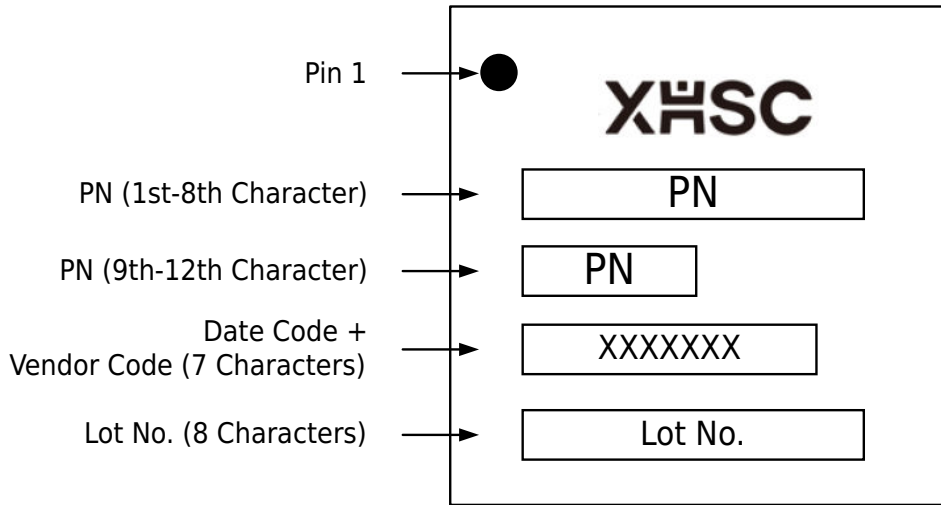 Pin 1
XHSC
PN (1st-8th Character)
PN
PN (9th-12th Character)
PN
Date Code +
Vendor Code (7 Characters)
XXXXXXX
Lot No. (8 Characters)
Lot No.